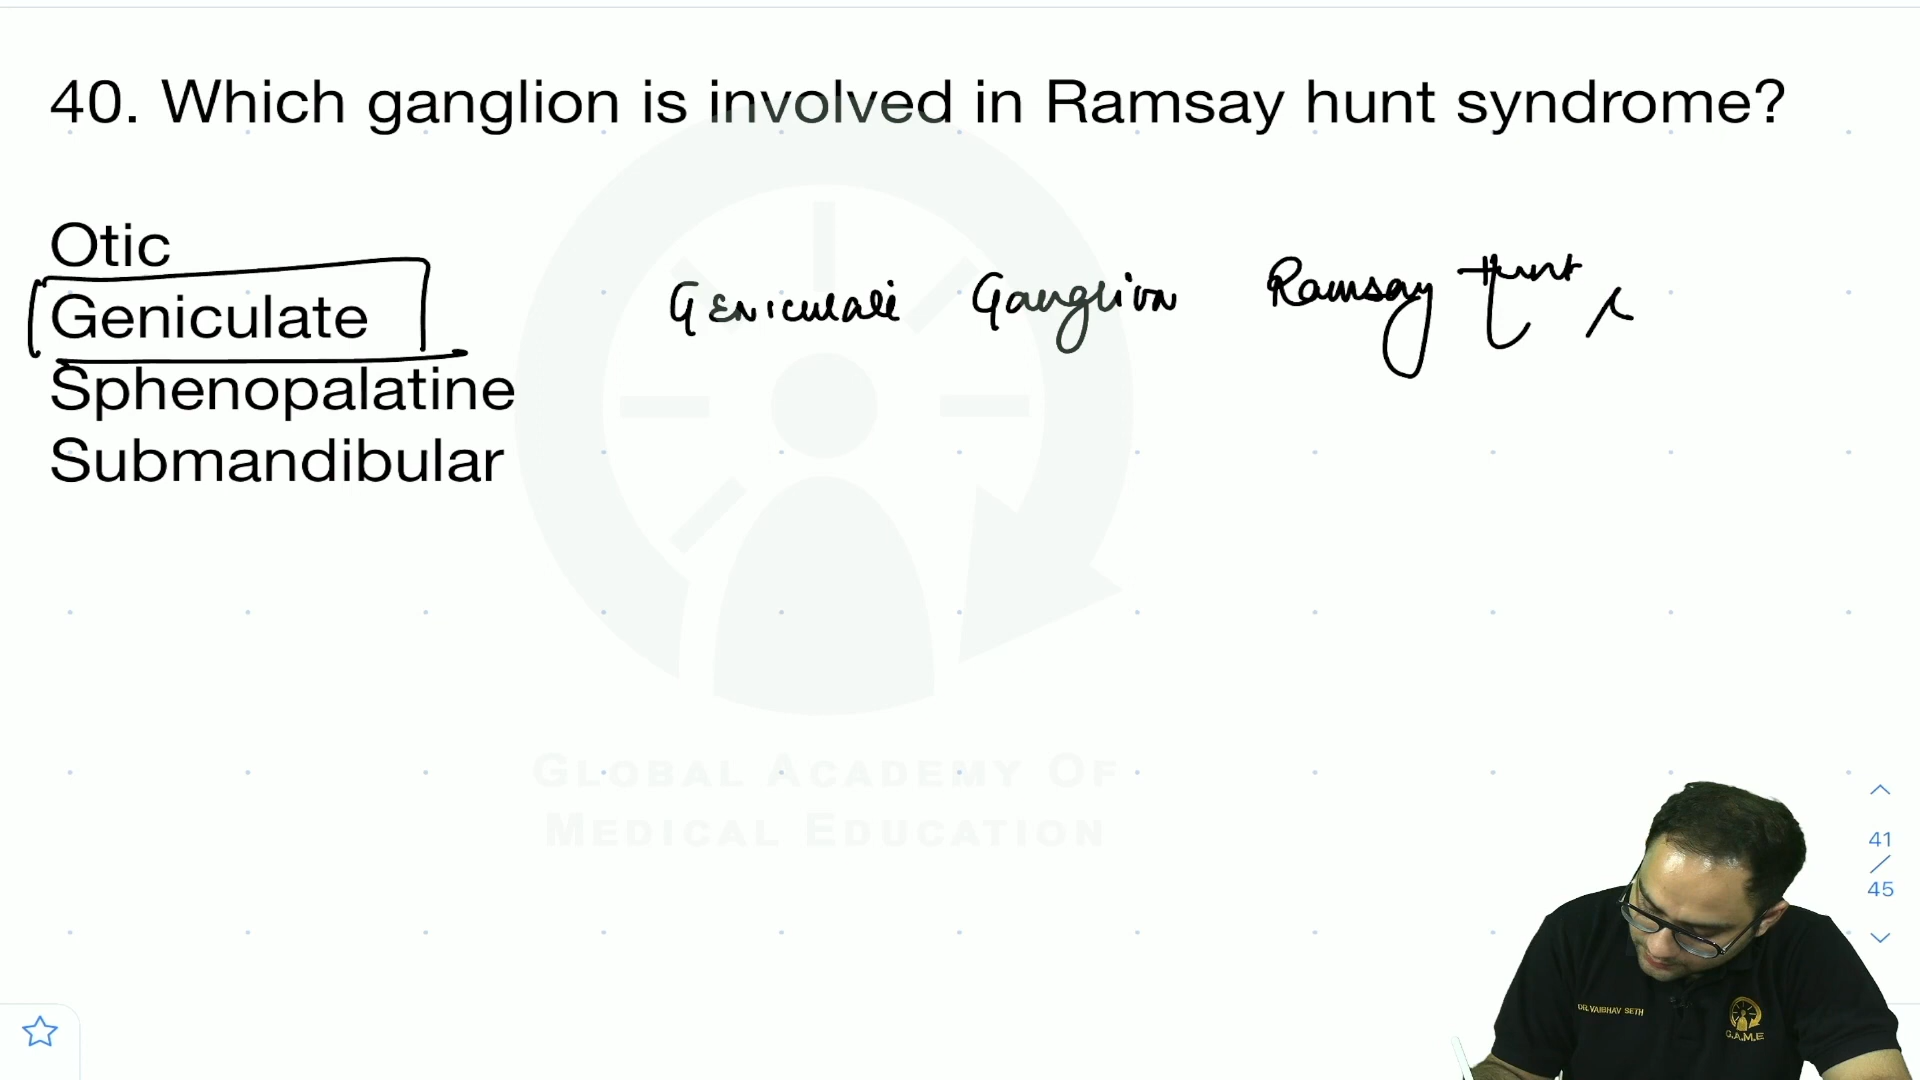 40. Which ganglion is involved in Ramsay hunt syndrome?
Otic
Geniculate
Sphenopalatine
Submandibular
Geniculate Ganglion Ramsay Hunt
GLOBAL ACADEMY OF
MEDICAL EDUCATION
41
/
45
DR.VAIBHAV SETH
G.A.M.E